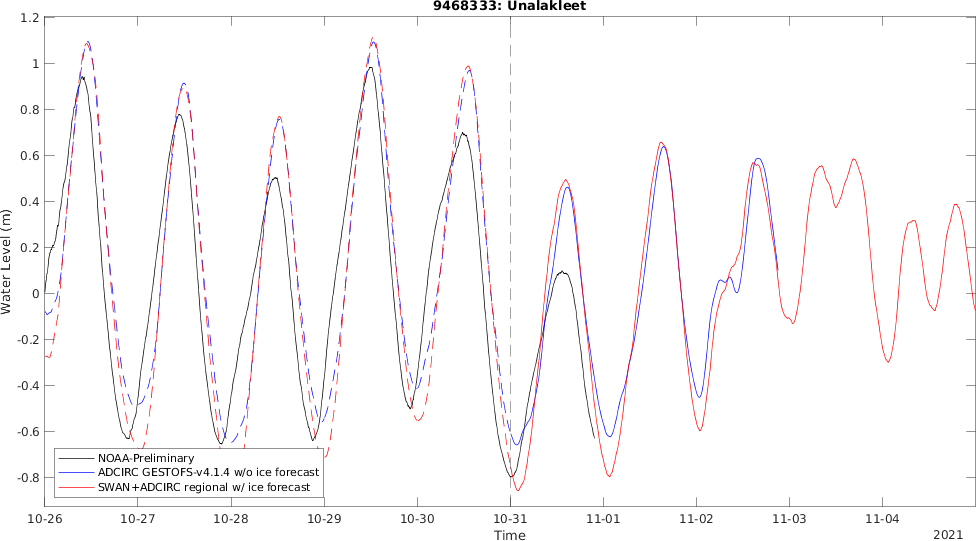 9468333: Unalakleet
1.2
1
0.8
0.6
0.4
0.2
0
-0.2
-0.4
-0.6
-0.8
Water Level (m)
NOAA-Preliminary
ADCIRC GESTOFS-v4.1.4 w/o ice forecast
SWAN+ADCIRC regional w/ ice forecast
10-26 10-27 10-28 10-29 10-30 10-31 11-01 11-02 11-03 11-04
Time
2021